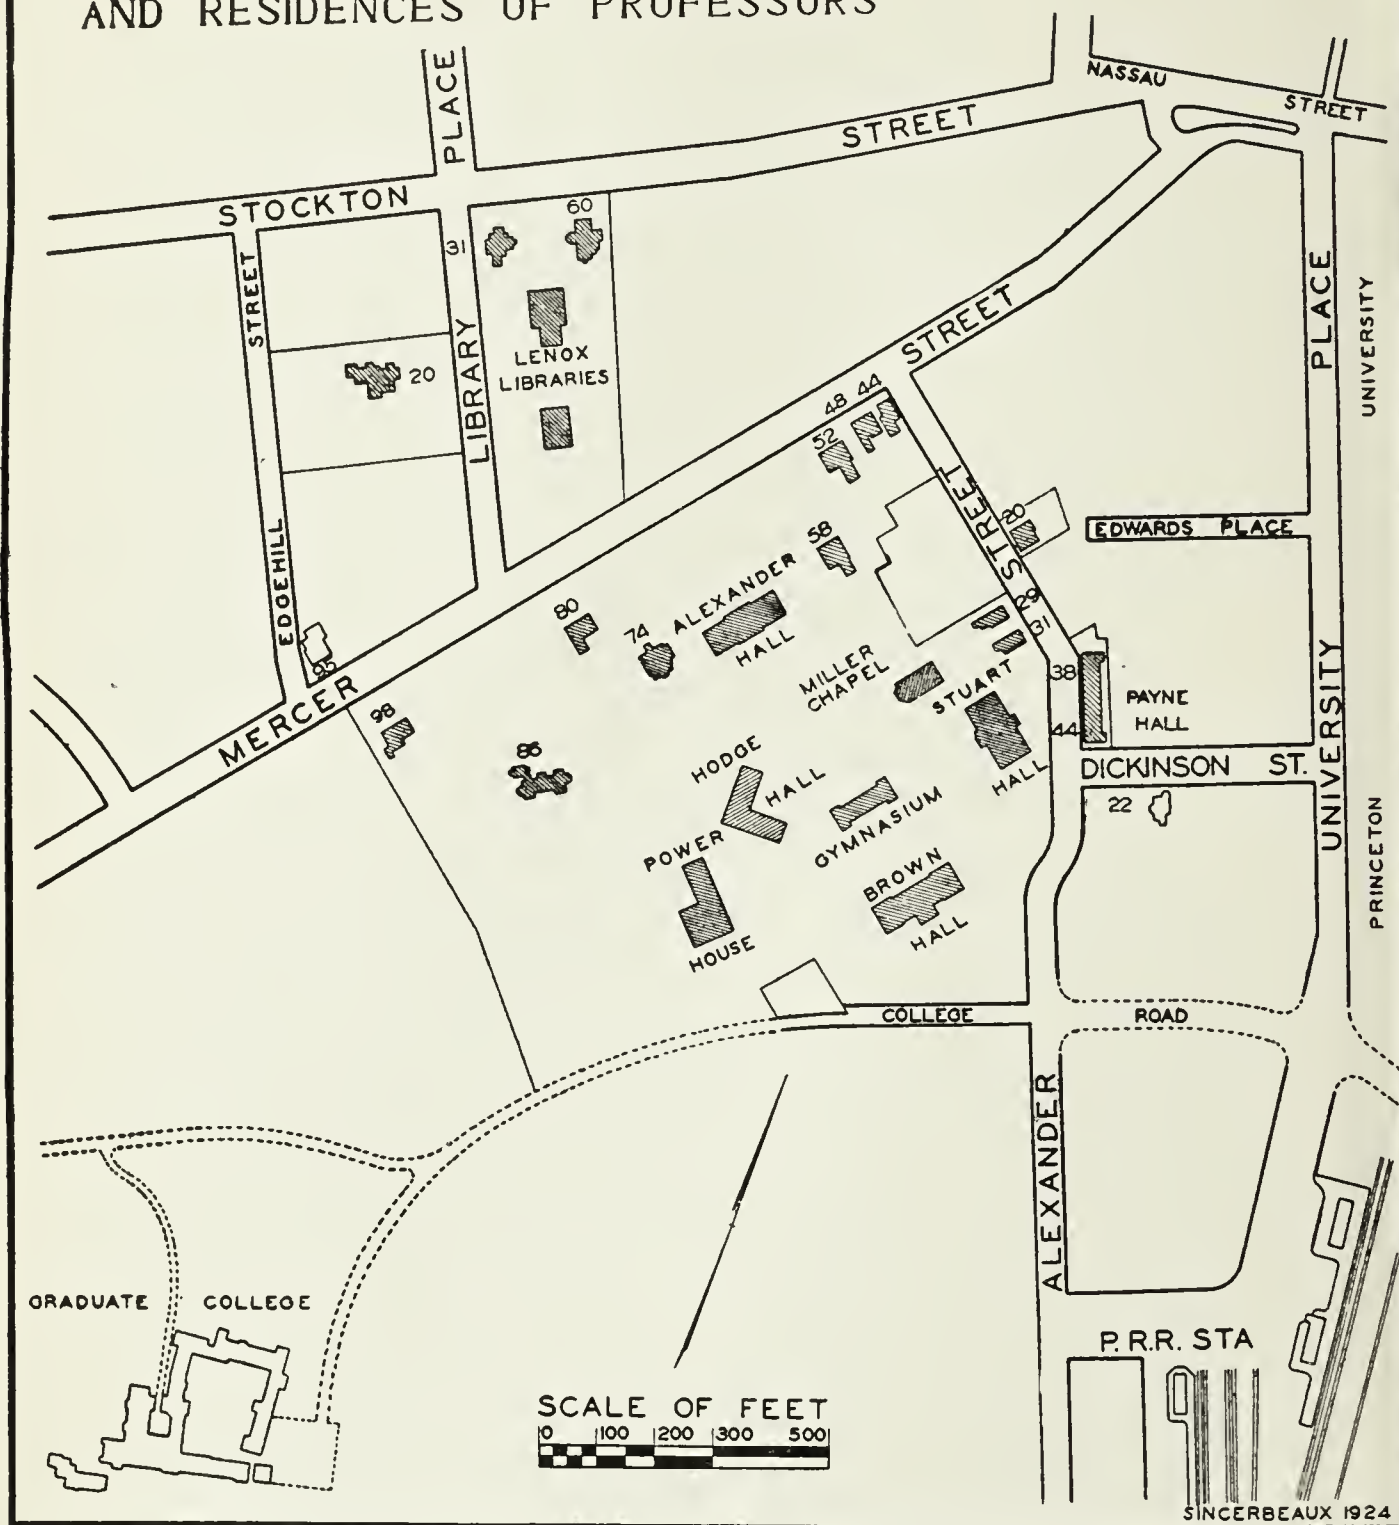 AND RESIDENCES OF PROFESSORS
PLACE
NASSAU
STREET
STREET
STOCKTON
60
31
STREET
PLACE
UNIVERSITY
STREET
LENOX
LIBRARIES
20
LIBRARY
48 44
52
STREET
20
EDWARDS PLACE
58
EDGEHILL
ALEXANDER
HALL
80
74
29
31
95
MERCER
98
86
MILLER
CHAPEL
STUART
HALL
38
44
PAYNE
HALL
UNIVERSITY
DICKINSON ST.
22
HODGE
HALL
GYMNASIUM
POWER
HOUSE
BROWN
HALL
PRINCETON
COLLEGE ROAD
ALEXANDER
GRADUATE COLLEGE
P. R.R. STA
SCALE OF FEET
0 100 200 300 500
SINCERBEAUX 1924